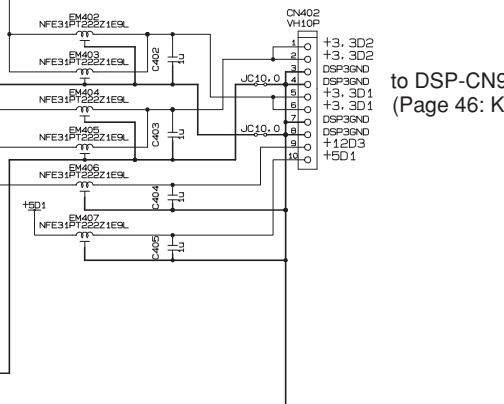 EM402
NFE31PT222Z1E9L
EM403
NFE31PT222Z1E9L
EM404
NFE31PT222Z1E9L
EM405
NFE31PT222Z1E9L
EM406
NFE31PT222Z1E9L
+5D1
EM407
NFE31PT222Z1E9L
C402
1u
C403
1u
C404
1u
C405
1u
JC10.0
JC10.0
CN402
VH10P
1 +3.3D2
2 +3.3D2
3 DSP3GND
4 DSP3GND
5 +3.3D1
6 +3.3D1
7 DSP3GND
8 DSP3GND
9 +12D3
10 +5D1
to DSP-CN9
(Page 46: K